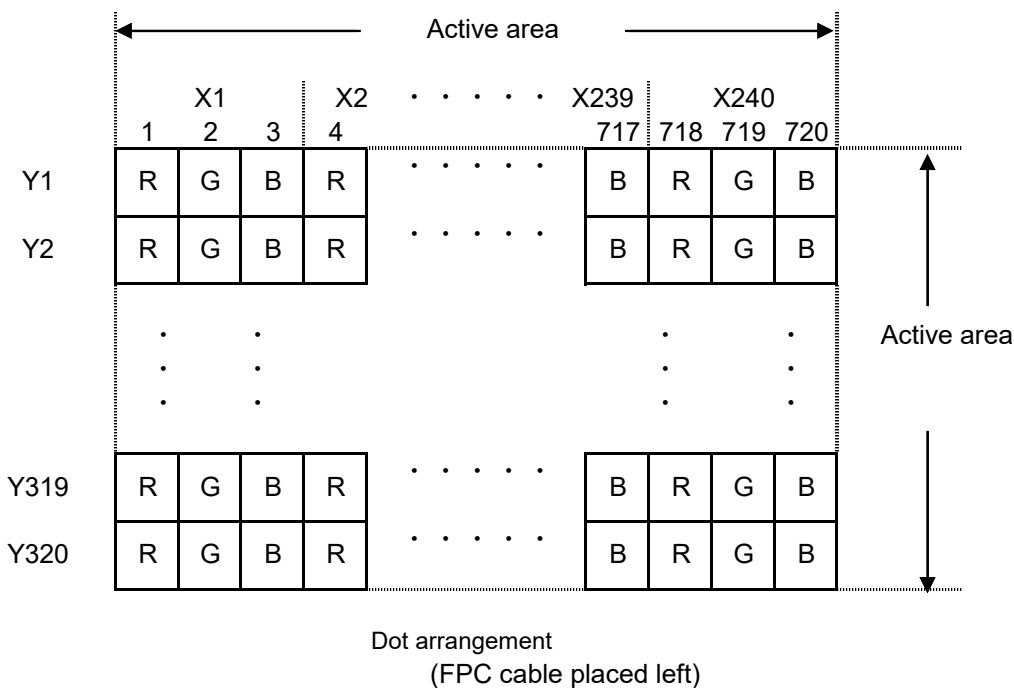 Active area
X1 X2 · · · · · X239 X240
1 2 3 4 717 718 719 720
Y1 R G B R · · · · · B R G B
Y2 R G B R · · · · · B R G B
· · · ·
· · · ·
· · · ·
Active area
Y319 R G B R · · · · · B R G B
Y320 R G B R · · · · · B R G B
Dot arrangement
(FPC cable placed left)